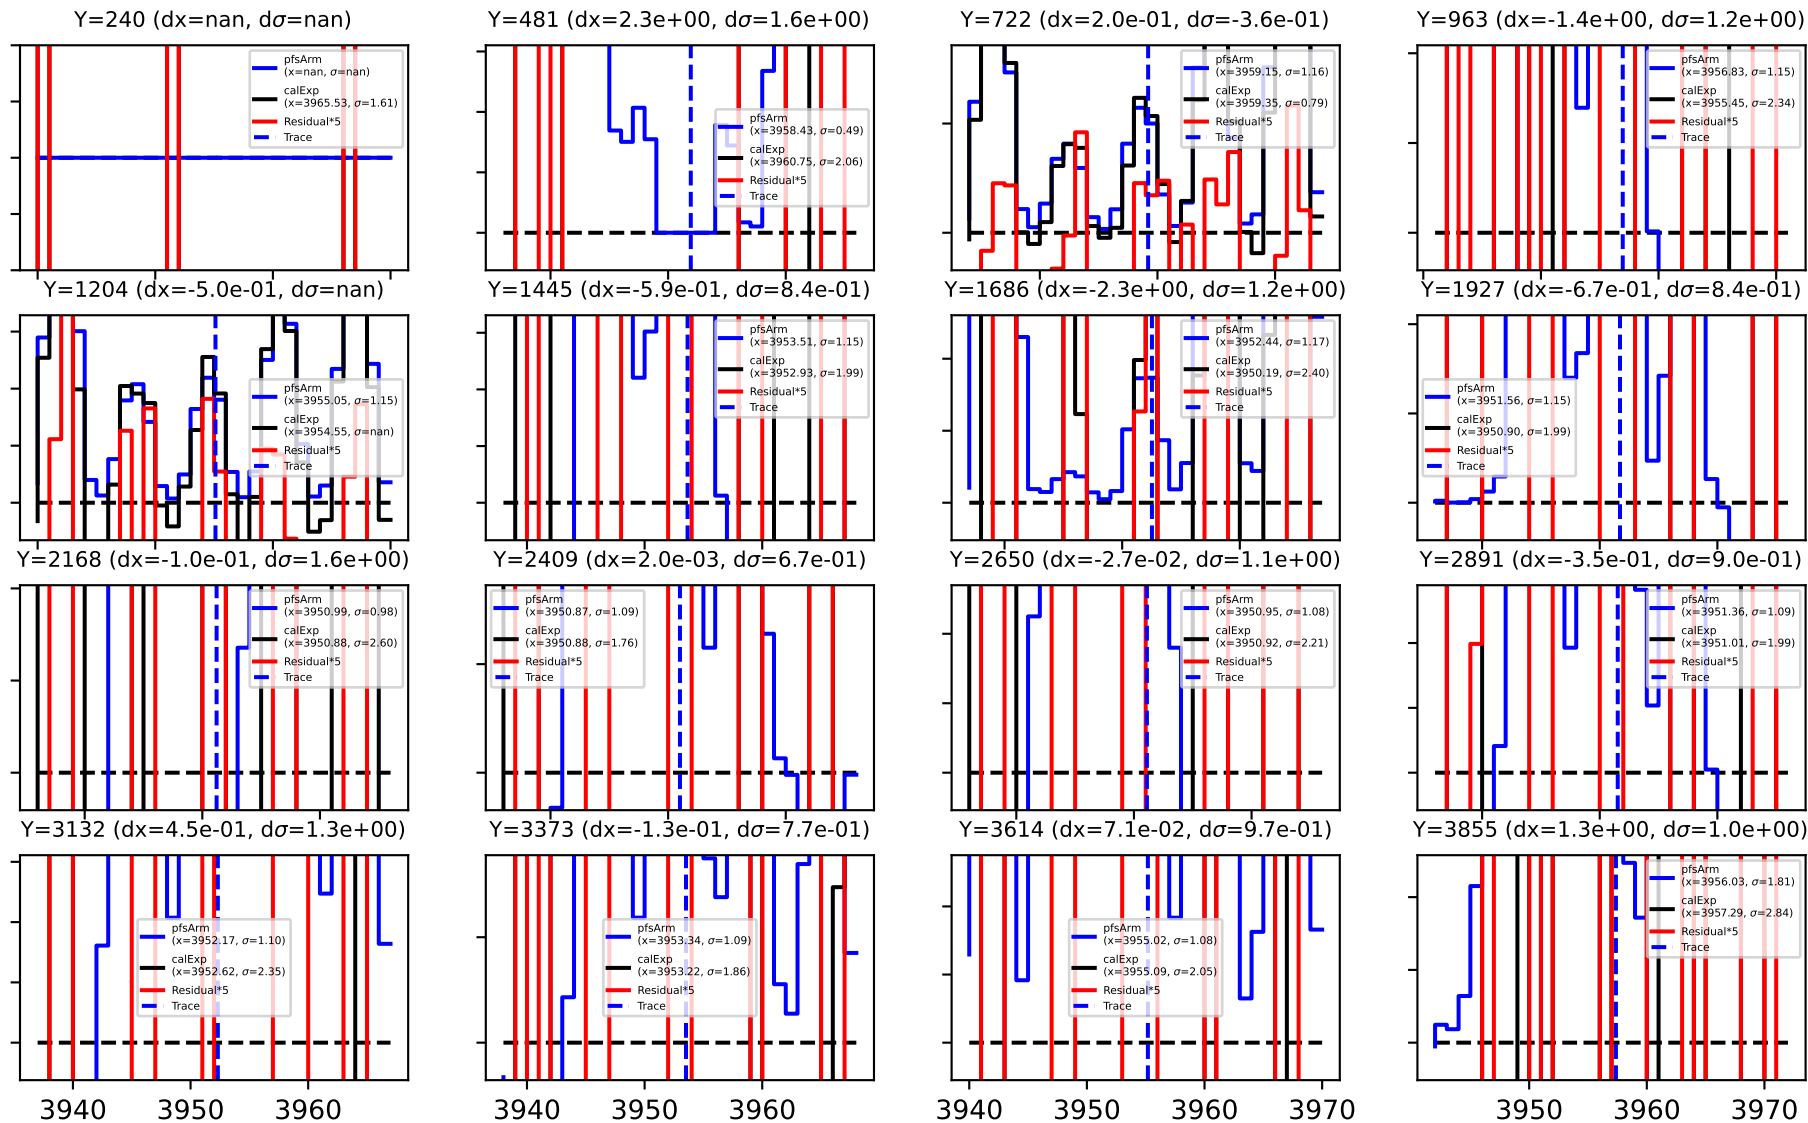 Y=240 (dx=nan, dσ=nan)
pfsArm
(x=nan, σ=nan)
calExp
(x=3965.53, σ=1.61)
Residual*5
Trace
Y=481 (dx=2.3e+00, dσ=1.6e+00)
pfsArm
(x=3958.43, σ=0.49)
calExp
(x=3960.75, σ=2.06)
Residual*5
Trace
Y=722 (dx=2.0e-01, dσ=-3.6e-01)
pfsArm
(x=3959.15, σ=1.16)
calExp
(x=3959.35, σ=0.79)
Residual*5
Trace
Y=963 (dx=-1.4e+00, dσ=1.2e+00)
pfsArm
(x=3956.83, σ=1.15)
calExp
(x=3955.45, σ=2.34)
Residual*5
Trace
Y=1204 (dx=-5.0e-01, dσ=nan)
pfsArm
(x=3955.05, σ=1.15)
calExp
(x=3954.55, σ=nan)
Residual*5
Trace
Y=1445 (dx=-5.9e-01, dσ=8.4e-01)
pfsArm
(x=3953.51, σ=1.15)
calExp
(x=3952.93, σ=1.99)
Residual*5
Trace
Y=1686 (dx=-2.3e+00, dσ=1.2e+00)
pfsArm
(x=3952.44, σ=1.17)
calExp
(x=3950.19, σ=2.40)
Residual*5
Trace
Y=1927 (dx=-6.7e-01, dσ=8.4e-01)
pfsArm
(x=3951.56, σ=1.15)
calExp
(x=3950.90, σ=1.99)
Residual*5
Trace
Y=2168 (dx=-1.0e-01, dσ=1.6e+00)
pfsArm
(x=3950.99, σ=0.98)
calExp
(x=3950.88, σ=2.60)
Residual*5
Trace
Y=2409 (dx=2.0e-03, dσ=6.7e-01)
pfsArm
(x=3950.87, σ=1.09)
calExp
(x=3950.88, σ=1.76)
Residual*5
Trace
Y=2650 (dx=-2.7e-02, dσ=1.1e+00)
pfsArm
(x=3950.95, σ=1.08)
calExp
(x=3950.92, σ=2.21)
Residual*5
Trace
Y=2891 (dx=-3.5e-01, dσ=9.0e-01)
pfsArm
(x=3951.36, σ=1.09)
calExp
(x=3951.01, σ=1.99)
Residual*5
Trace
Y=3132 (dx=4.5e-01, dσ=1.3e+00)
pfsArm
(x=3952.17, σ=1.10)
calExp
(x=3952.62, σ=2.35)
Residual*5
Trace
3940 3950 3960
Y=3373 (dx=-1.3e-01, dσ=7.7e-01)
pfsArm
(x=3953.34, σ=1.09)
calExp
(x=3953.22, σ=1.86)
Residual*5
Trace
3940 3950 3960
Y=3614 (dx=7.1e-02, dσ=9.7e-01)
pfsArm
(x=3955.02, σ=1.08)
calExp
(x=3955.09, σ=2.05)
Residual*5
Trace
3940 3950 3960 3970
Y=3855 (dx=1.3e+00, dσ=1.0e+00)
pfsArm
(x=3956.03, σ=1.81)
calExp
(x=3957.29, σ=2.84)
Residual*5
Trace
3950 3960 3970